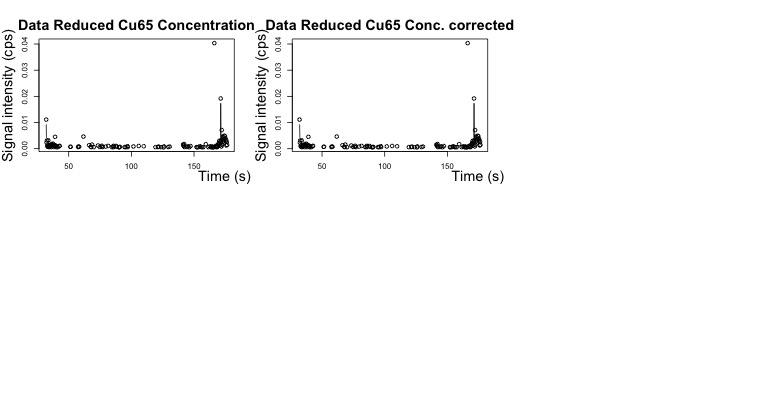 Data Reduced Cu65 Concentration
Signal intensity (cps)
0.04
0.03
0.02
0.01
0.00
50
100
150
Time (s)
Data Reduced Cu65 Conc. corrected
Signal intensity (cps)
0.04
0.03
0.02
0.01
0.00
50
100
150
Time (s)